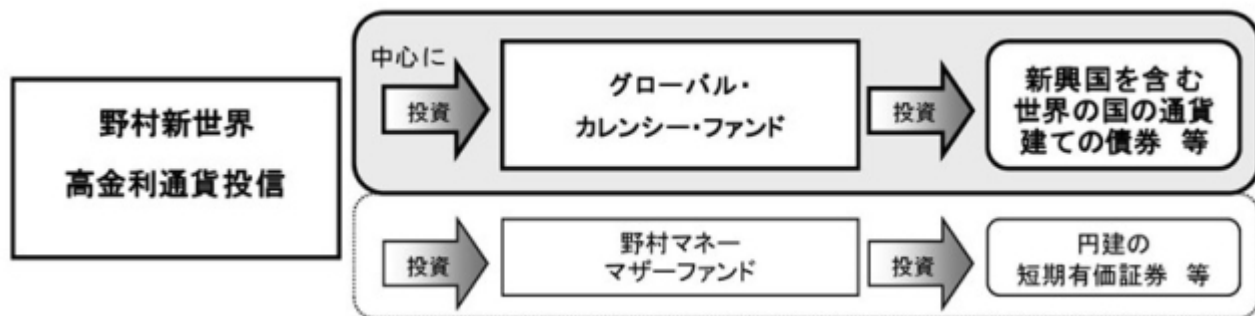 野村新世界
高金利通貨投信
中心に
投資
グローバル・
カレンシー・ファンド
投資
新興国を含む
世界の国の通貨
建ての債券 等
投資
野村マネー
マザーファンド
投資
円建の
短期有価証券 等